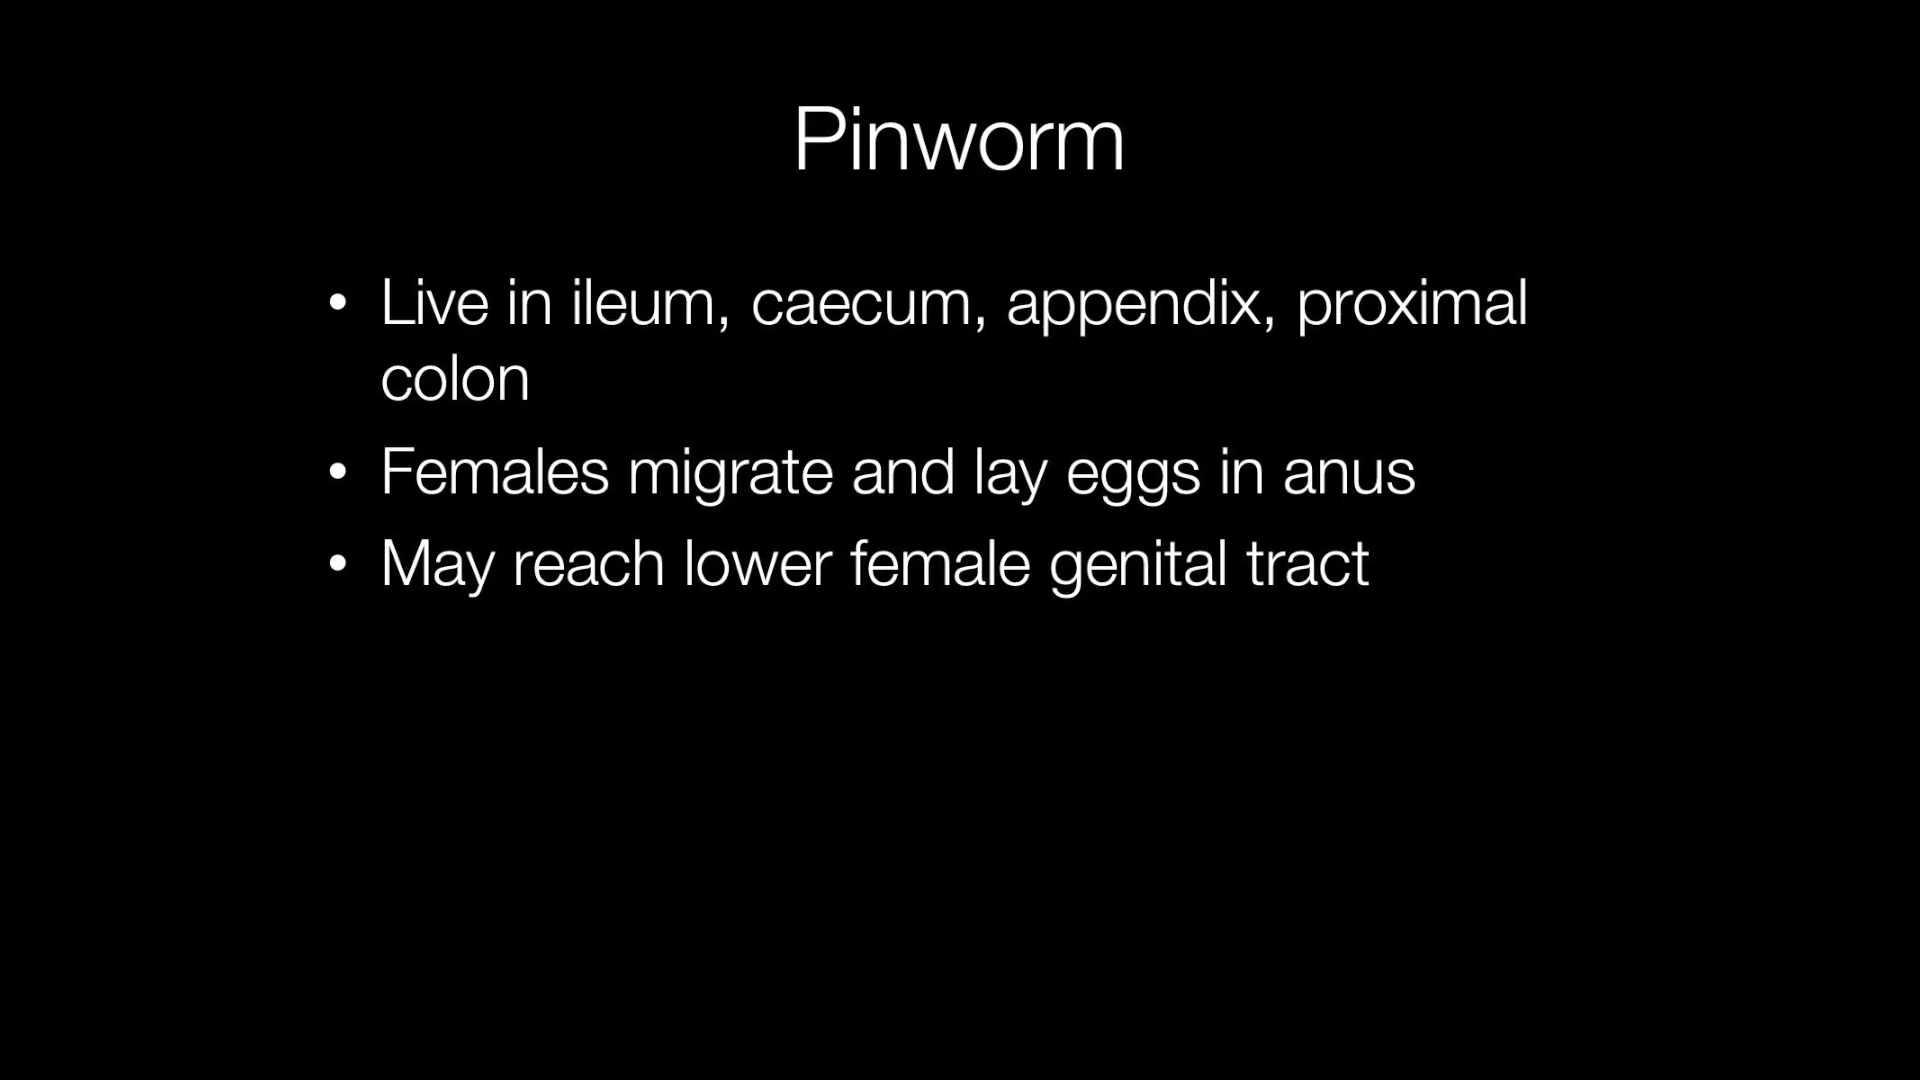 Pinworm
• Live in ileum, caecum, appendix, proximal
colon
• Females migrate and lay eggs in anus
• May reach lower female genital tract